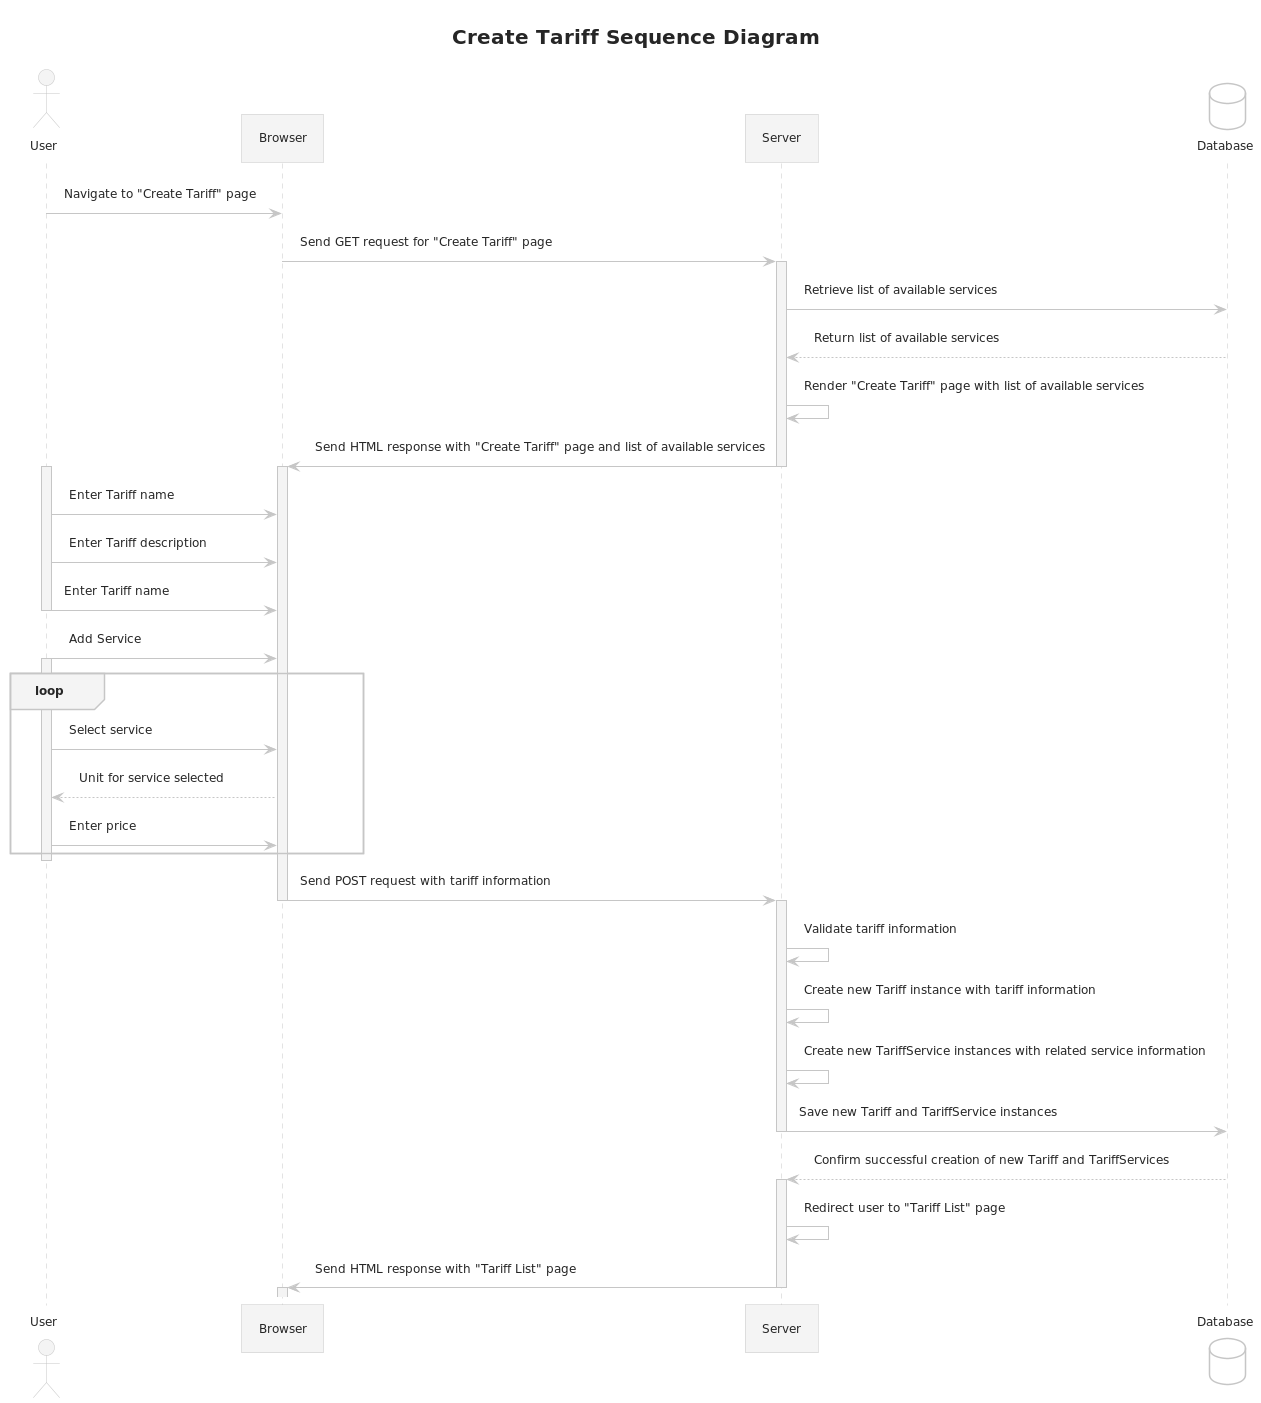 Create Tariff Sequence Diagram
User
Browser
Server
Database
Navigate to "Create Tariff" page
Send GET request for "Create Tariff" page
Retrieve list of available services
Return list of available services
Render "Create Tariff" page with list of available services
Send HTML response with "Create Tariff" page and list of available services
Enter Tariff name
Enter Tariff description
Enter Tariff name
Add Service
loop
Select service
Unit for service selected
Enter price
Send POST request with tariff information
Validate tariff information
Create new Tariff instance with tariff information
Create new TariffService instances with related service information
Save new Tariff and TariffService instances
Confirm successful creation of new Tariff and TariffServices
Redirect user to "Tariff List" page
Send HTML response with "Tariff List" page
User
Browser
Server
Database